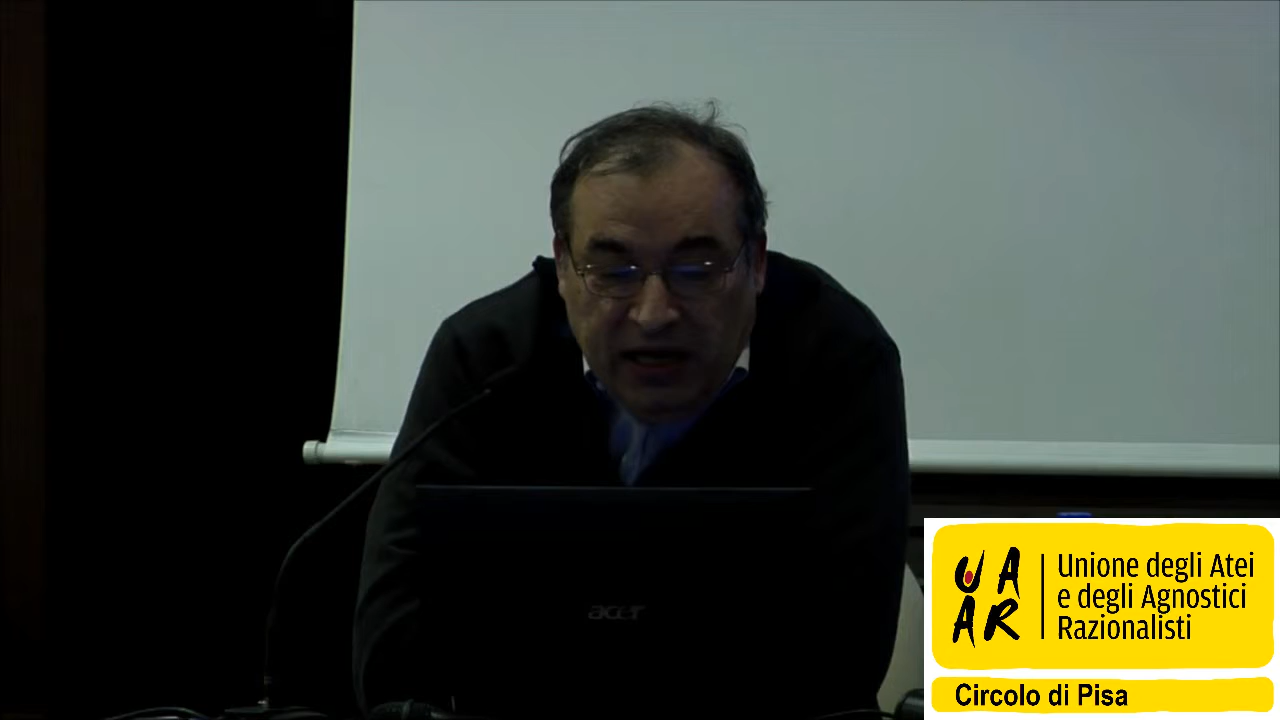 acer
UAAR
Unione degli Atei
e degli Agnostici
Razionalisti
Circolo di Pisa